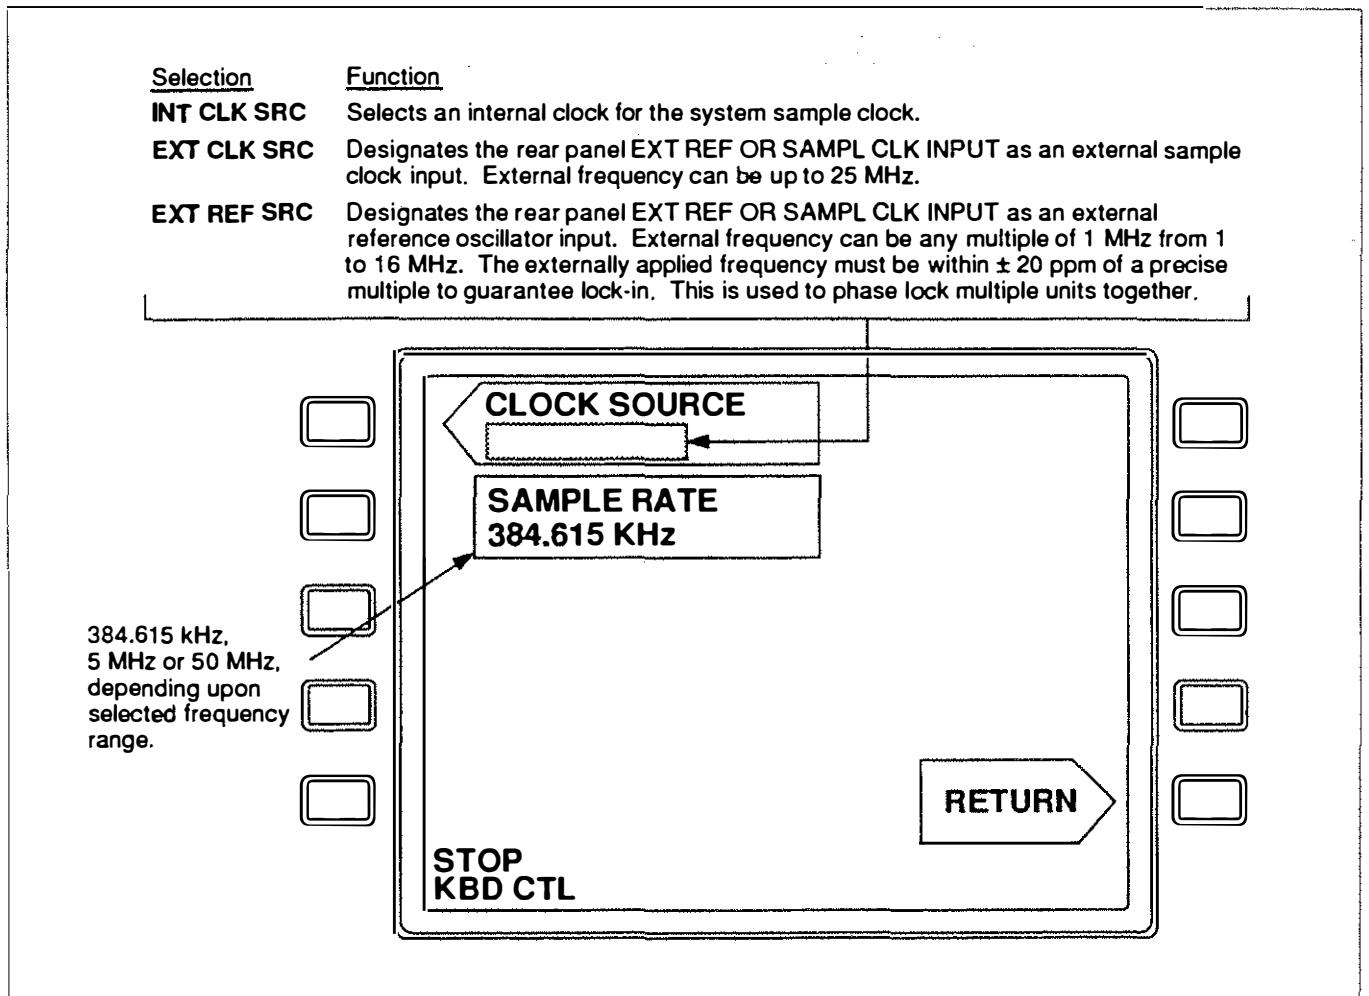 Selection Function
INT CLK SRC Selects an internal clock for the system sample clock.
EXT CLK SRC Designates the rear panel EXT REF OR SAMPL CLK INPUT as an external sample
clock input. External frequency can be up to 25 MHz.
EXT REF SRC Designates the rear panel EXT REF OR SAMPL CLK INPUT as an external
reference oscillator input. External frequency can be any multiple of 1 MHz from 1
to 16 MHz. The externally applied frequency must be within ± 20 ppm of a precise
multiple to guarantee lock-in. This is used to phase lock multiple units together.
CLOCK SOURCE
SAMPLE RATE
384.615 KHz
384.615 kHz,
5 MHz or 50 MHz,
depending upon
selected frequency
range.
RETURN
STOP
KBD CTL